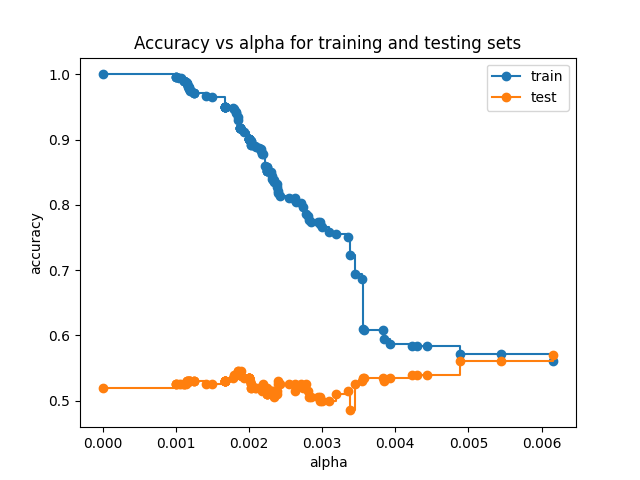 Accuracy vs alpha for training and testing sets
train
test
1.0
0.9
0.8
0.7
0.6
0.5
accuracy
0.000 0.001 0.002 0.003 0.004 0.005 0.006
alpha